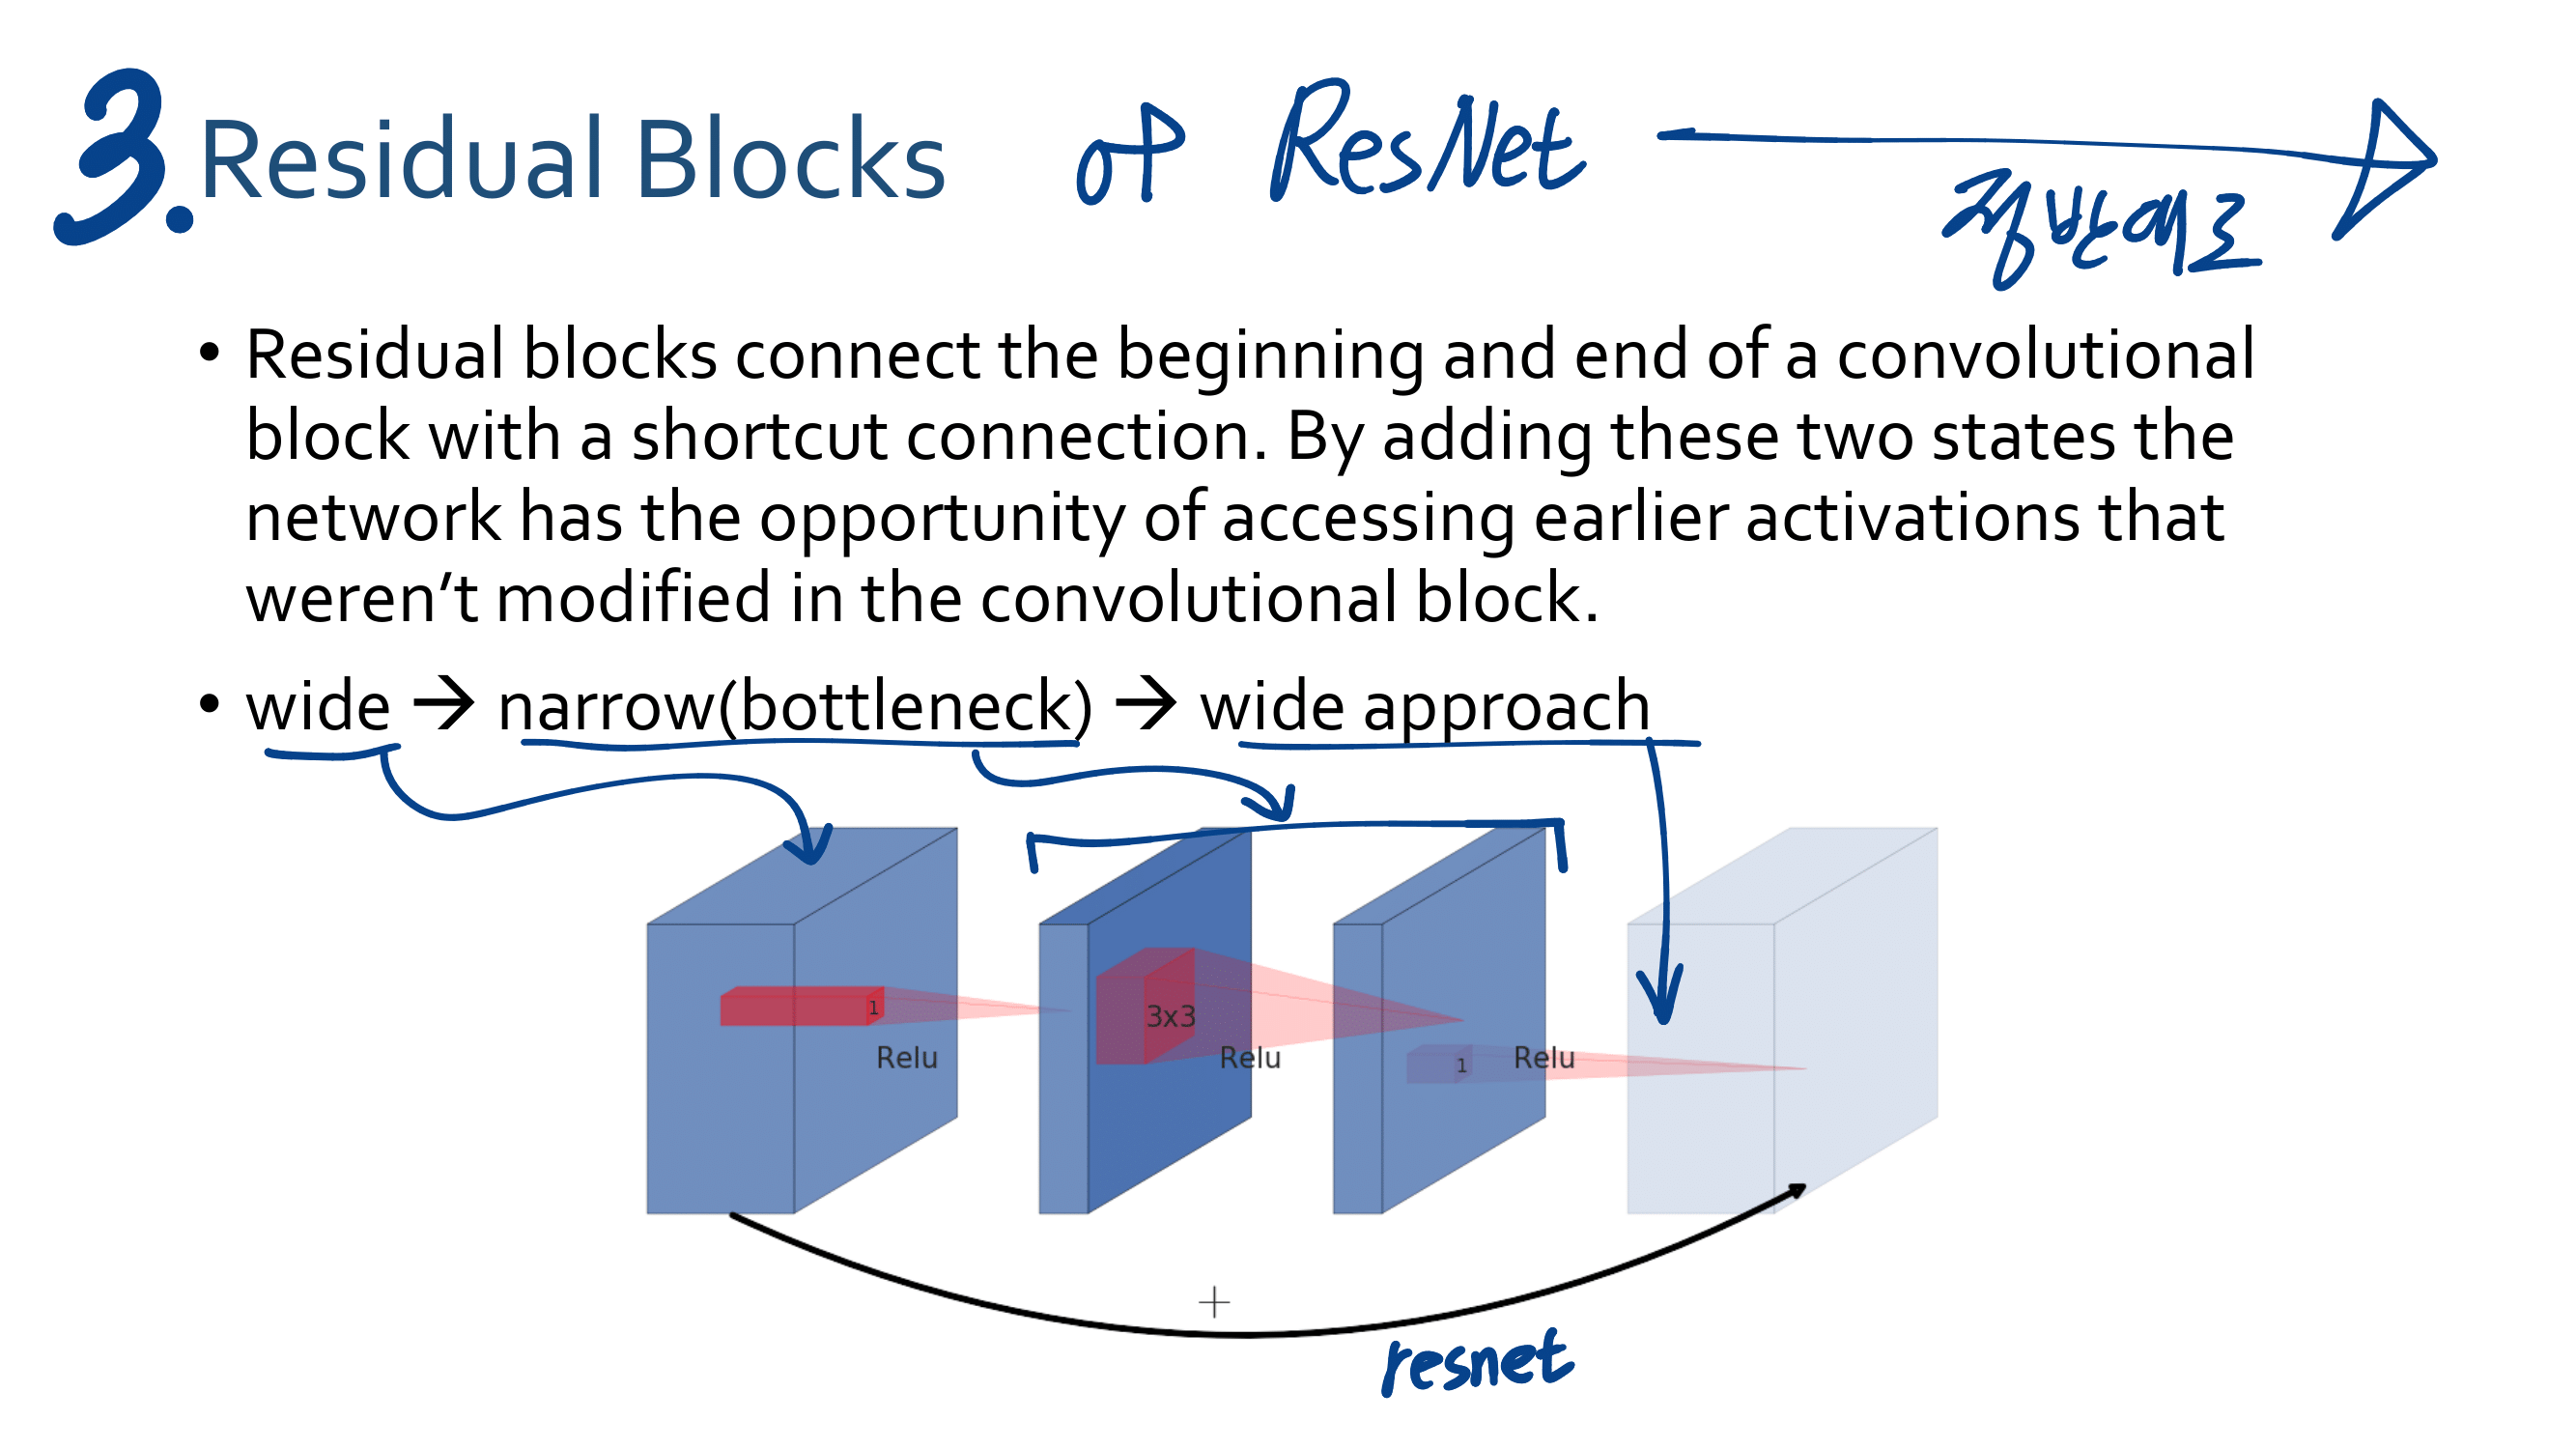 3. Residual Blocks of ResNet
정반대로
• Residual blocks connect the beginning and end of a convolutional
block with a shortcut connection. By adding these two states the
network has the opportunity of accessing earlier activations that
weren’t modified in the convolutional block.
• wide → narrow(bottleneck) → wide approach
1
Relu
3x3
Relu
1
Relu
+
resnet